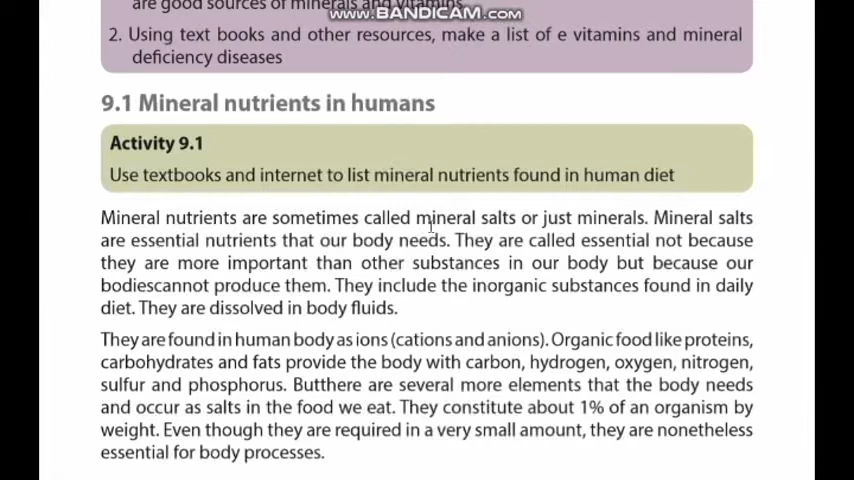 are good sources of minerals and vitamins
www.BANDICAM.com
2. Using text books and other resources, make a list of e vitamins and mineral
deficiency diseases
9.1 Mineral nutrients in humans
Activity 9.1
Use textbooks and internet to list mineral nutrients found in human diet
Mineral nutrients are sometimes called mineral salts or just minerals. Mineral salts
are essential nutrients that our body needs. They are called essential not because
they are more important than other substances in our body but because our
bodiescannot produce them. They include the inorganic substances found in daily
diet. They are dissolved in body fluids.
They are found in human body as ions (cations and anions). Organic food like proteins,
carbohydrates and fats provide the body with carbon, hydrogen, oxygen, nitrogen,
sulfur and phosphorus. Butthere are several more elements that the body needs
and occur as salts in the food we eat. They constitute about 1% of an organism by
weight. Even though they are required in a very small amount, they are nonetheless
essential for body processes.